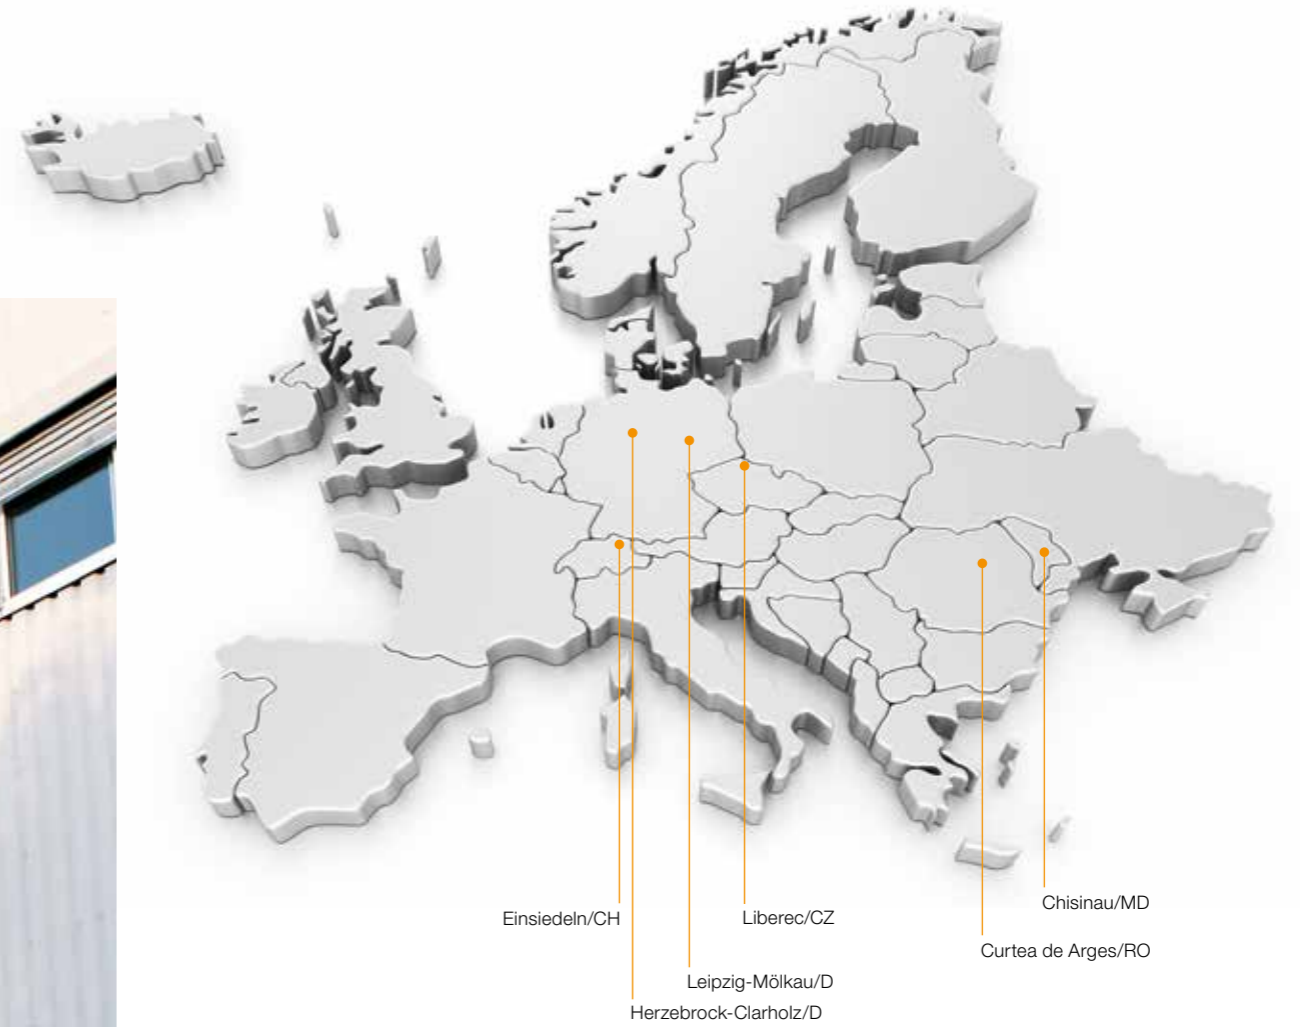 Chisinau/MD
Einsiedeln/CH
Liberec/CZ
Curtea de Arges/RO
Leipzig-Mölkau/D
Herzebrock-Clarholz/D